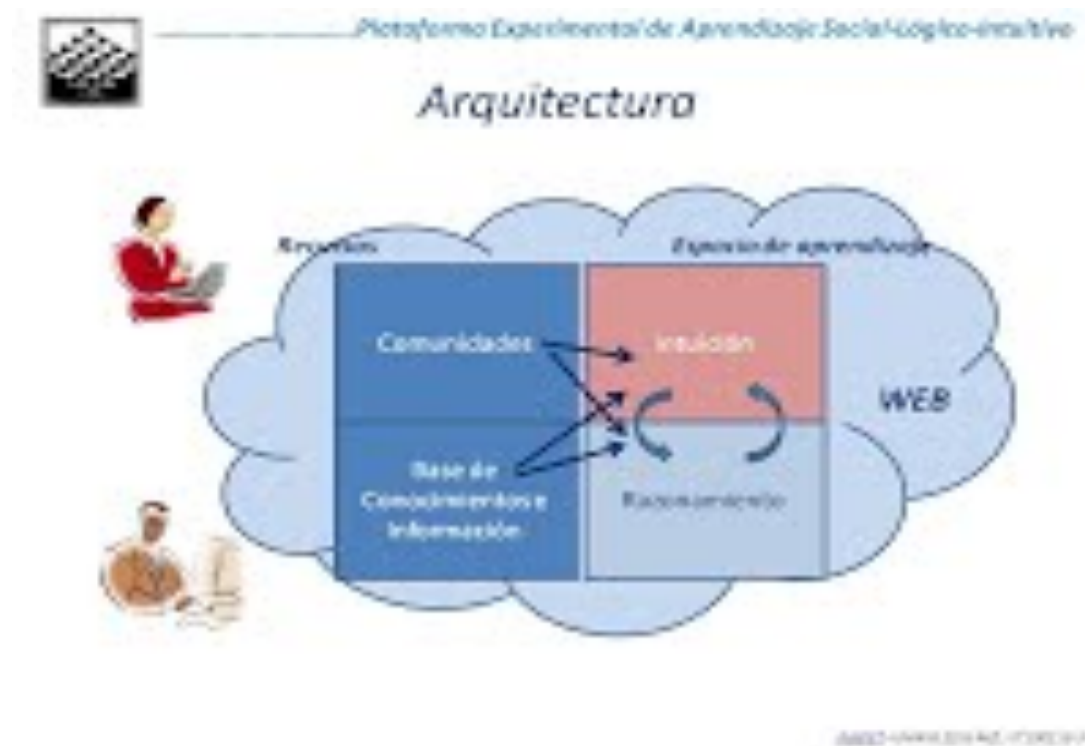 Plataforma Experimental de Aprendizaje Social-Lógico-Intuitivo
Arquitectura
Recursos
Espacio de aprendizaje
Comunidades
Intuición
WEB
Base de
Conocimientos e
Información
Razonamiento